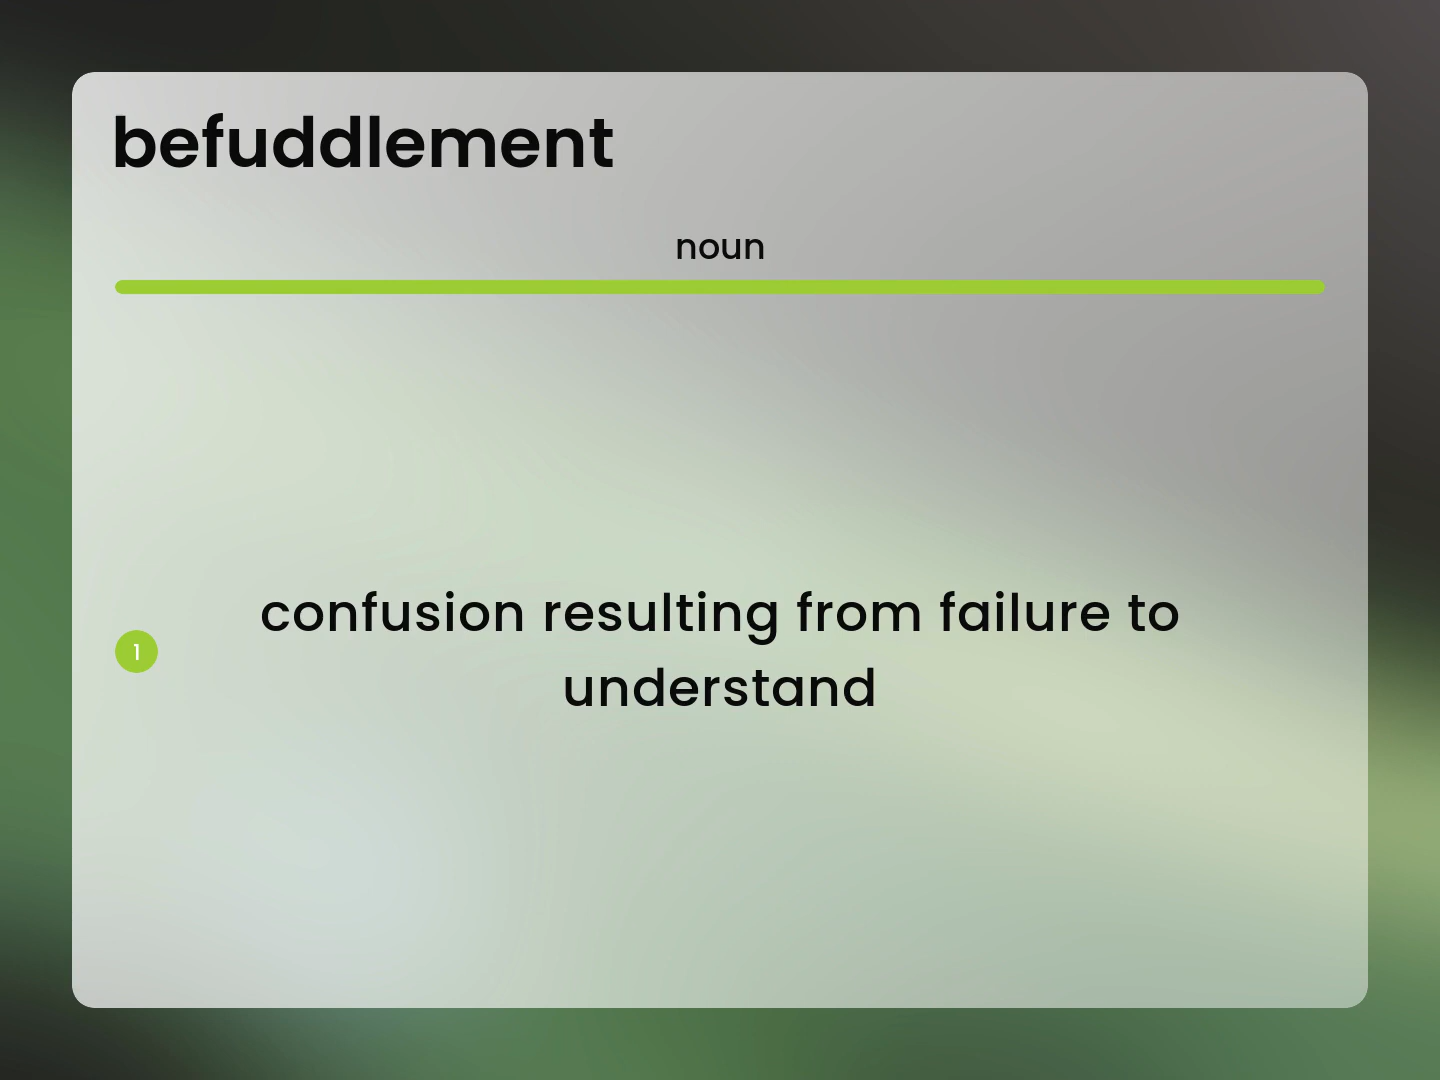 befuddlement
noun
1
confusion resulting from failure to
understand